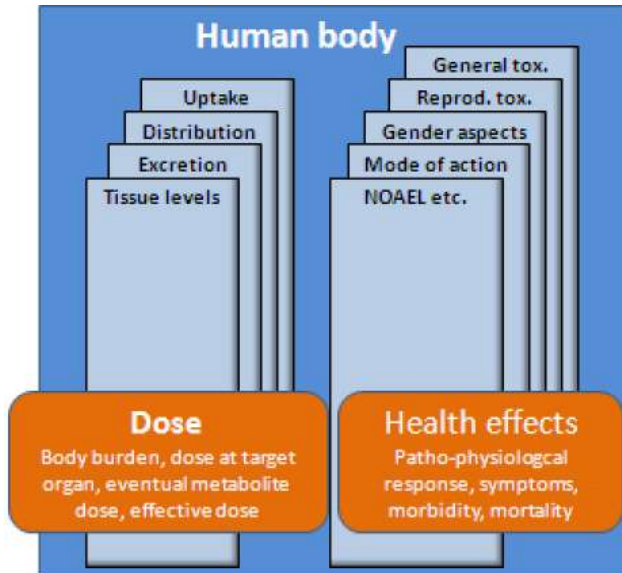 Human body
Uptake
Distribution
Excretion
Tissue levels
General tox.
Reprod. tox.
Gender aspects
Mode of action
NOAEL etc.
Dose
Body burden, dose at target
organ, eventual metabolite
dose, effective dose
Health effects
Patho-physiologcal
response, symptoms,
morbidity, mortality